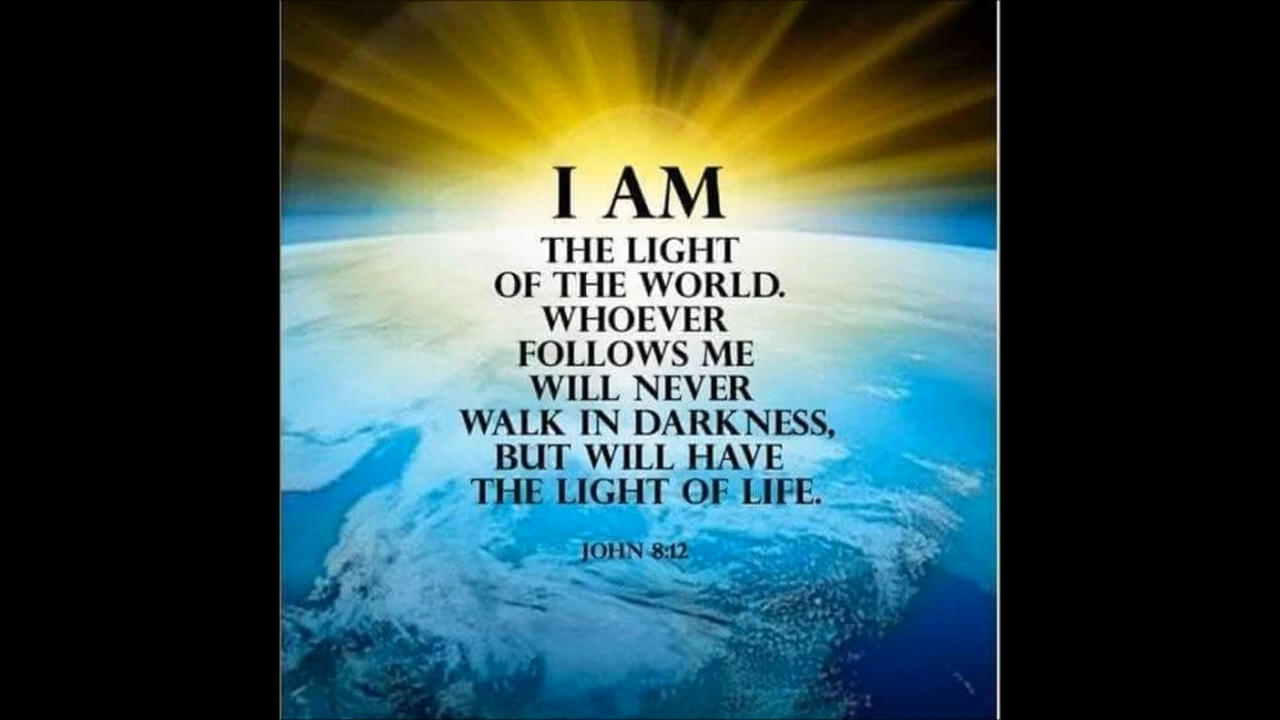 I AM
THE LIGHT
OF THE WORLD.
WHOEVER
FOLLOWS ME
WILL NEVER
WALK IN DARKNESS,
BUT WILL HAVE
THE LIGHT OF LIFE.
JOHN 8:12